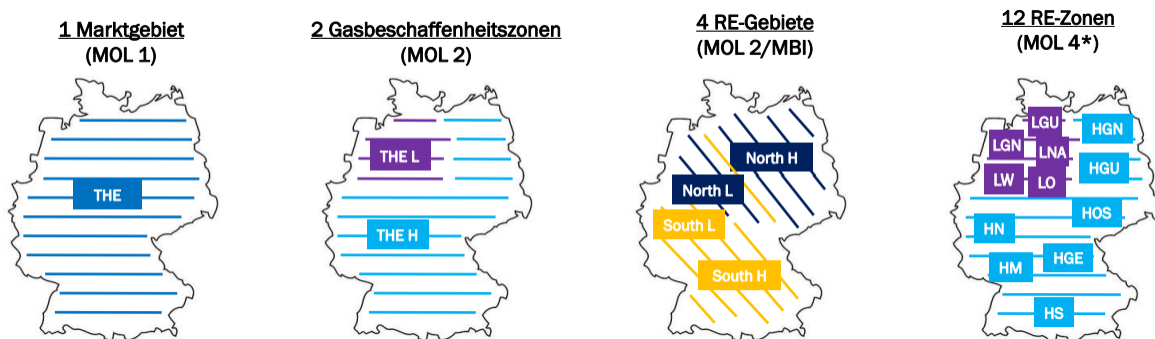 1 Marktgebiet
(MOL 1)
THE
2 Gasbeschaffenheitszonen
(MOL 2)
THE L
THE H
4 RE-Gebiete
(MOL 2/MBI)
North H
North L
South L
South H
12 RE-Zonen
(MOL 4*)
LGU
HGN
LGN
LNA
HGU
LW
LO
HOS
HN
HGE
HM
HS